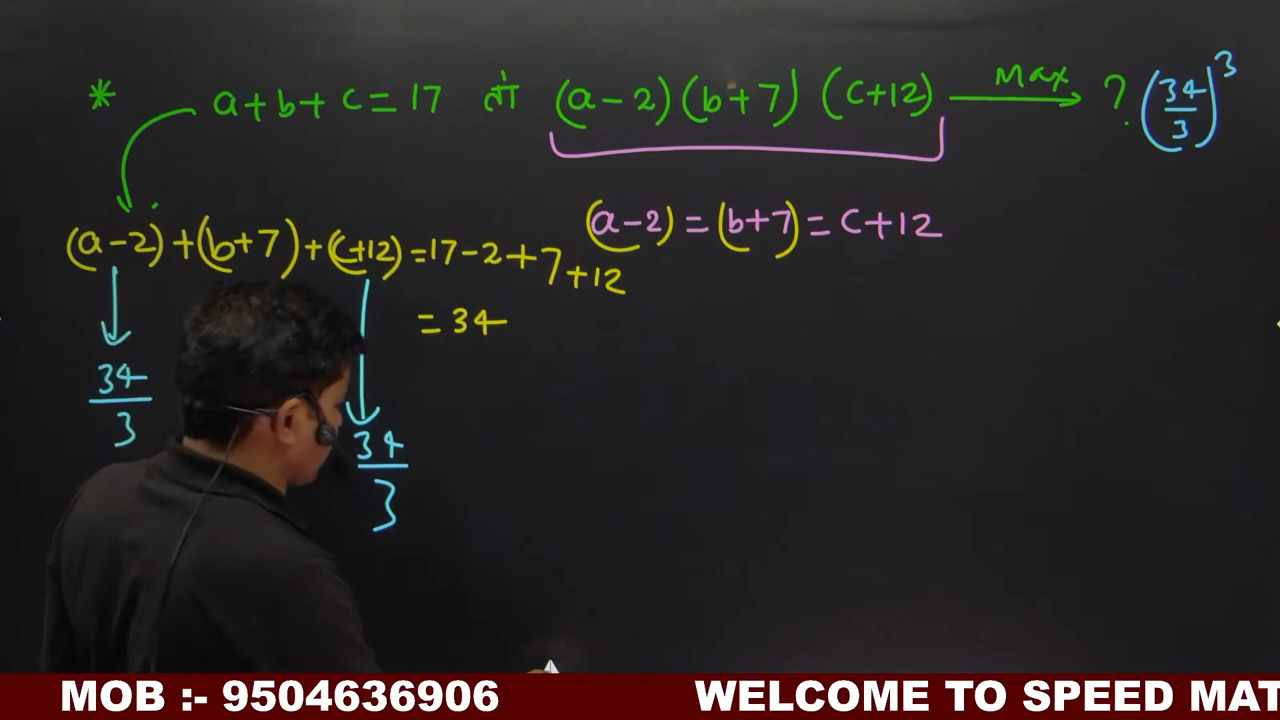 * a+b+c=17 तो (a-2)(b+7)(c+12) Max → ? (34/3)^3
(a-2)+(b+7)+(c+12)=17-2+7+12
=34
(a-2)=(b+7)=c+12
34/3
34/3
MOB :- 9504636906 WELCOME TO SPEED MAT